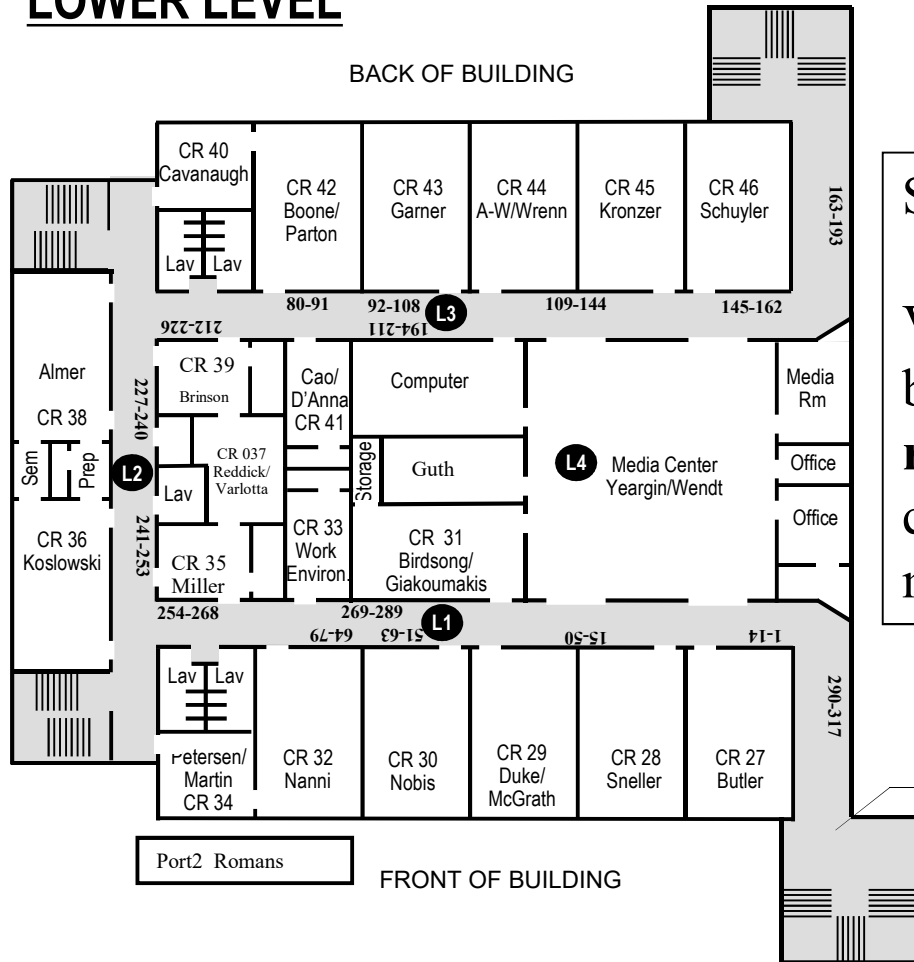 LOWER LEVEL
BACK OF BUILDING
CR 40
Cavanaugh
CR 42
Boone/
Parton
CR 43
Garner
CR 44
A-W/Wrenn
CR 45
Kronzer
CR 46
Schuyler
163-193
Lav
Lav
80-91
92-108
L3
109-144
145-162
212-226
194-211
Almer
CR 38
227-240
CR 39
Brinson
Cao/
D'Anna
CR 41
Computer
Media
Rm
Sem
Prep
L2
CR 037
Reddick/
Varlotta
Lav
Storage
Guth
L4
Media Center
Yeargin/Wendt
Office
Office
CR 36
Koslowski
241-253
CR 35
Miller
CR 33
Work
Environ.
CR 31
Birdsong/
Giakoumakis
254-268
269-289
L1
64-79
51-63
15-50
1-14
290-317
Lav
Lav
Petersen/
Martin
CR 34
CR 32
Nanni
CR 30
Nobis
CR 29
Duke/
McGrath
CR 28
Sneller
CR 27
Butler
Port2 Romans
FRONT OF BUILDING